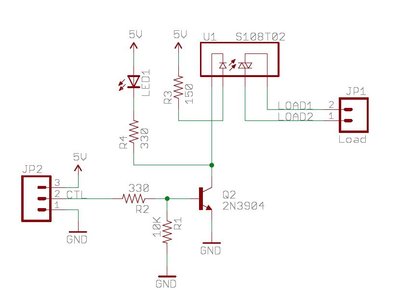 5V
5V
U1 S108T02
LED1
R3
150
JP1
LOAD1 2
LOAD2 1
Load
R4
330
5V
JP2
3
2 CTL
1
330
R2
Q2
2N3904
10K
R1
GND
GND
GND